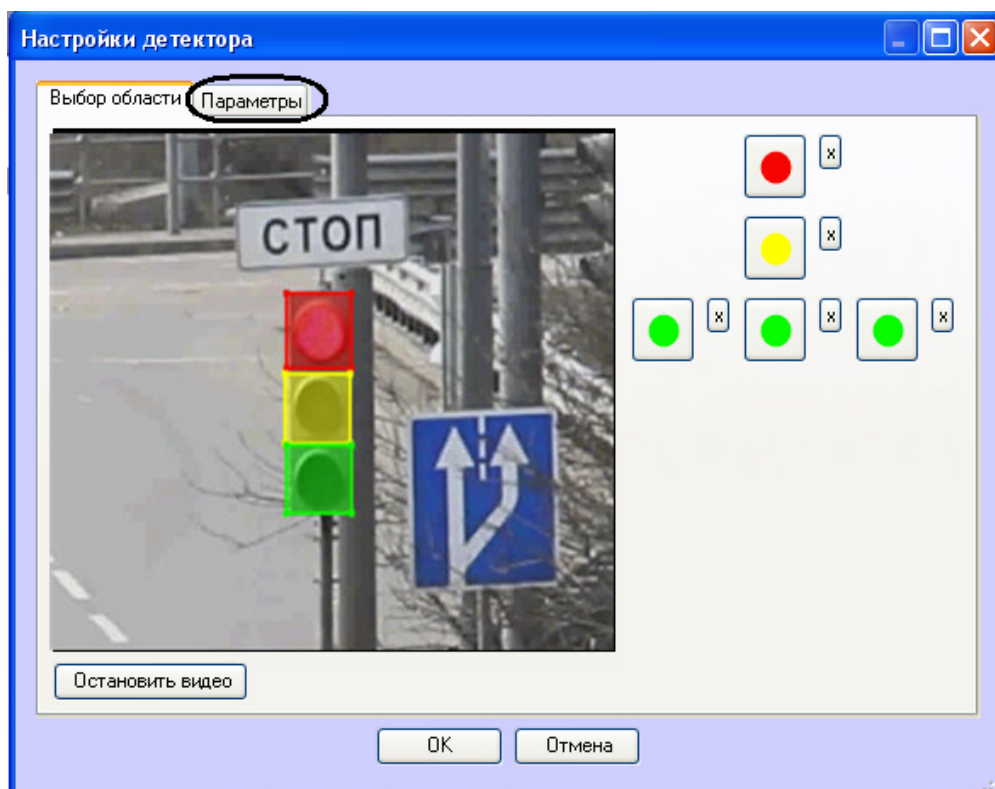 Настройки детектора
Выбор области Параметры
x
СТОП
x
x x x
Остановить видео
OK Отмена